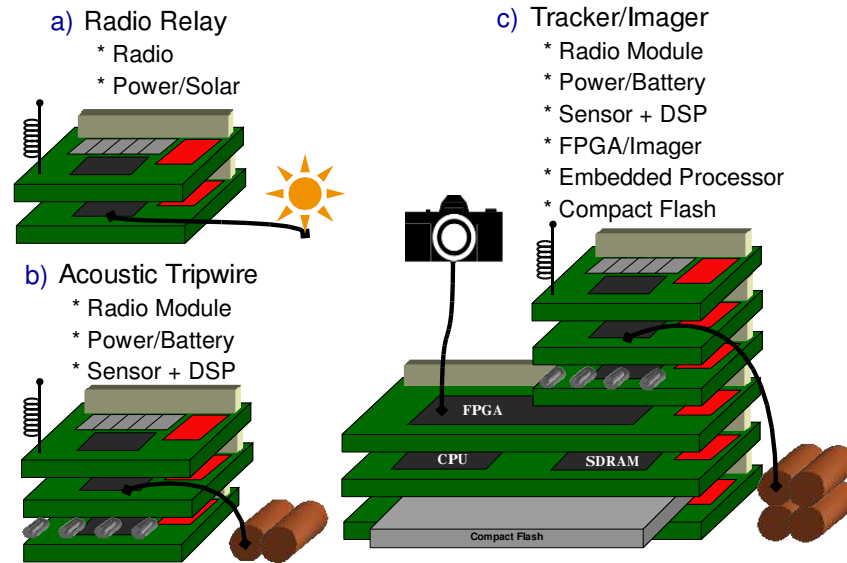 a) Radio Relay
* Radio
* Power/Solar
b) Acoustic Tripwire
* Radio Module
* Power/Battery
* Sensor + DSP
c) Tracker/Imager
* Radio Module
* Power/Battery
* Sensor + DSP
* FPGA/Imager
* Embedded Processor
* Compact Flash
FPGA
CPU
SDRAM
Compact Flash